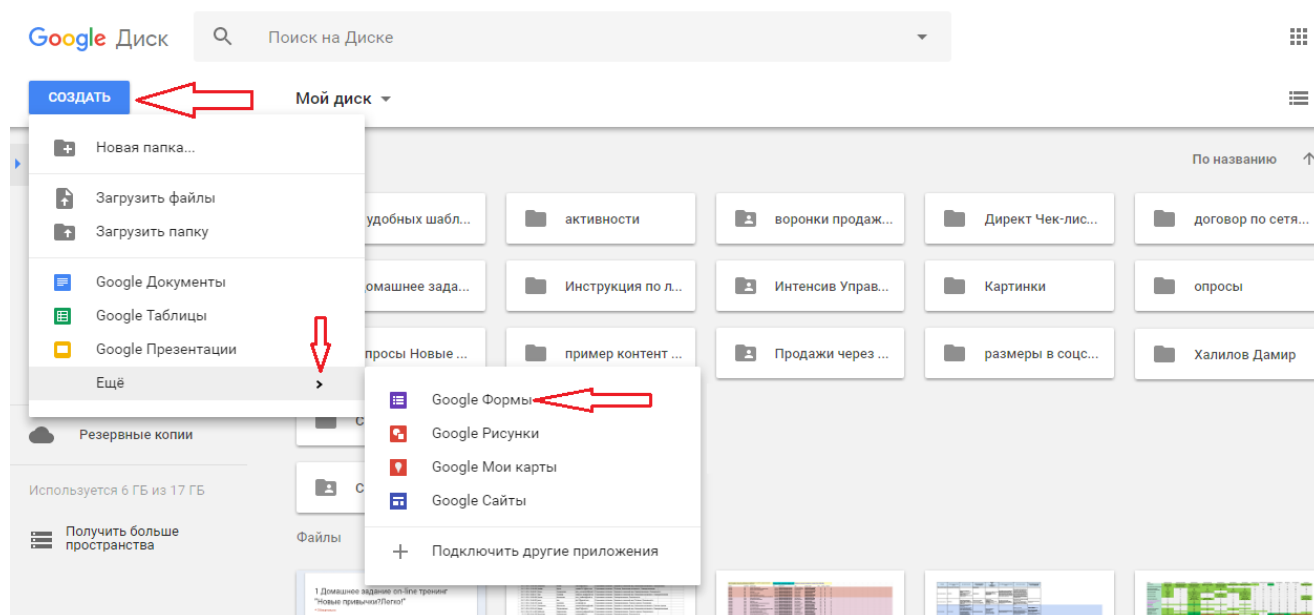 Google Диск
Поиск на Диске
СОЗДАТЬ
Мой диск
Новая папка...
По названию
Загрузить файлы
Загрузить папку
удобных шабл...
активности
воронки продаж...
Директ Чек-лис...
договор по сетя...
Google Документы
Google Таблицы
Google Презентации
Ещё
омашнее зада...
Инструкция по л...
Интенсив Управ...
Картинки
опросы
просы Новые ...
пример контент ...
Продажи через ...
размеры в соцс...
Халилов Дамир
Google Формы
Google Рисунки
Google Мои карты
Google Сайты
Подключить другие приложения
С
Резервные копии
С
Используется 6 ГБ из 17 ГБ
Получить больше
пространства
Файлы
1 Домашнее задание on-line тренинг
"Новые привычки?Легко!"